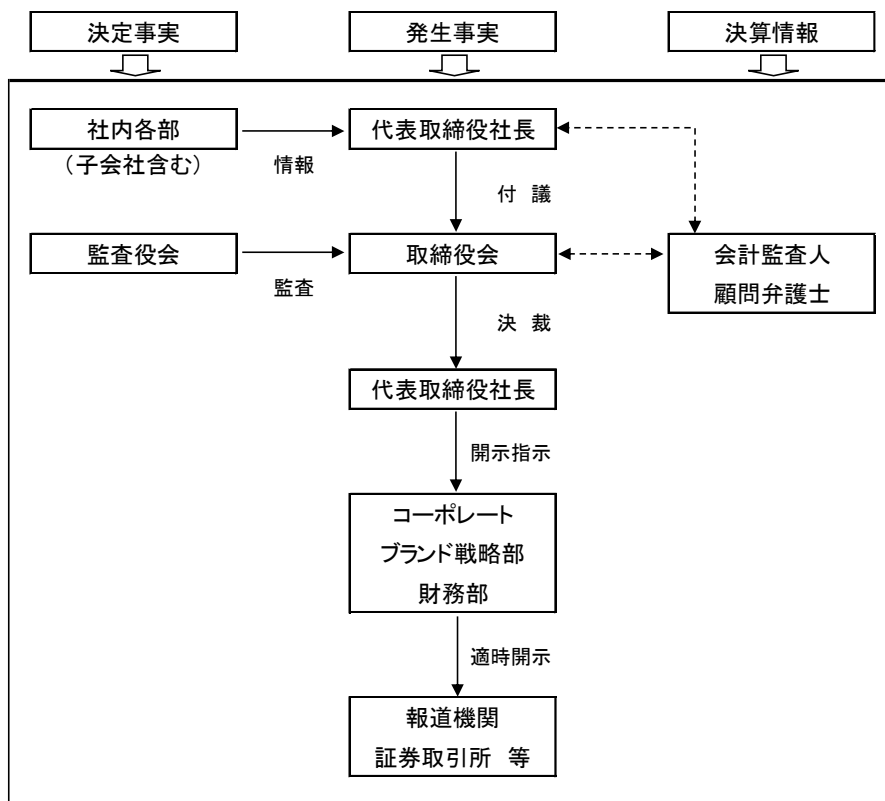 決定事実
発生事実
決算情報
社内各部
（子会社含む）
情報
代表取締役社長
付　議
監査役会
監査
取締役会
会計監査人
顧問弁護士
決　裁
代表取締役社長
開示指示
コーポレート
ブランド戦略部
財務部
適時開示
報道機関
証券取引所　等